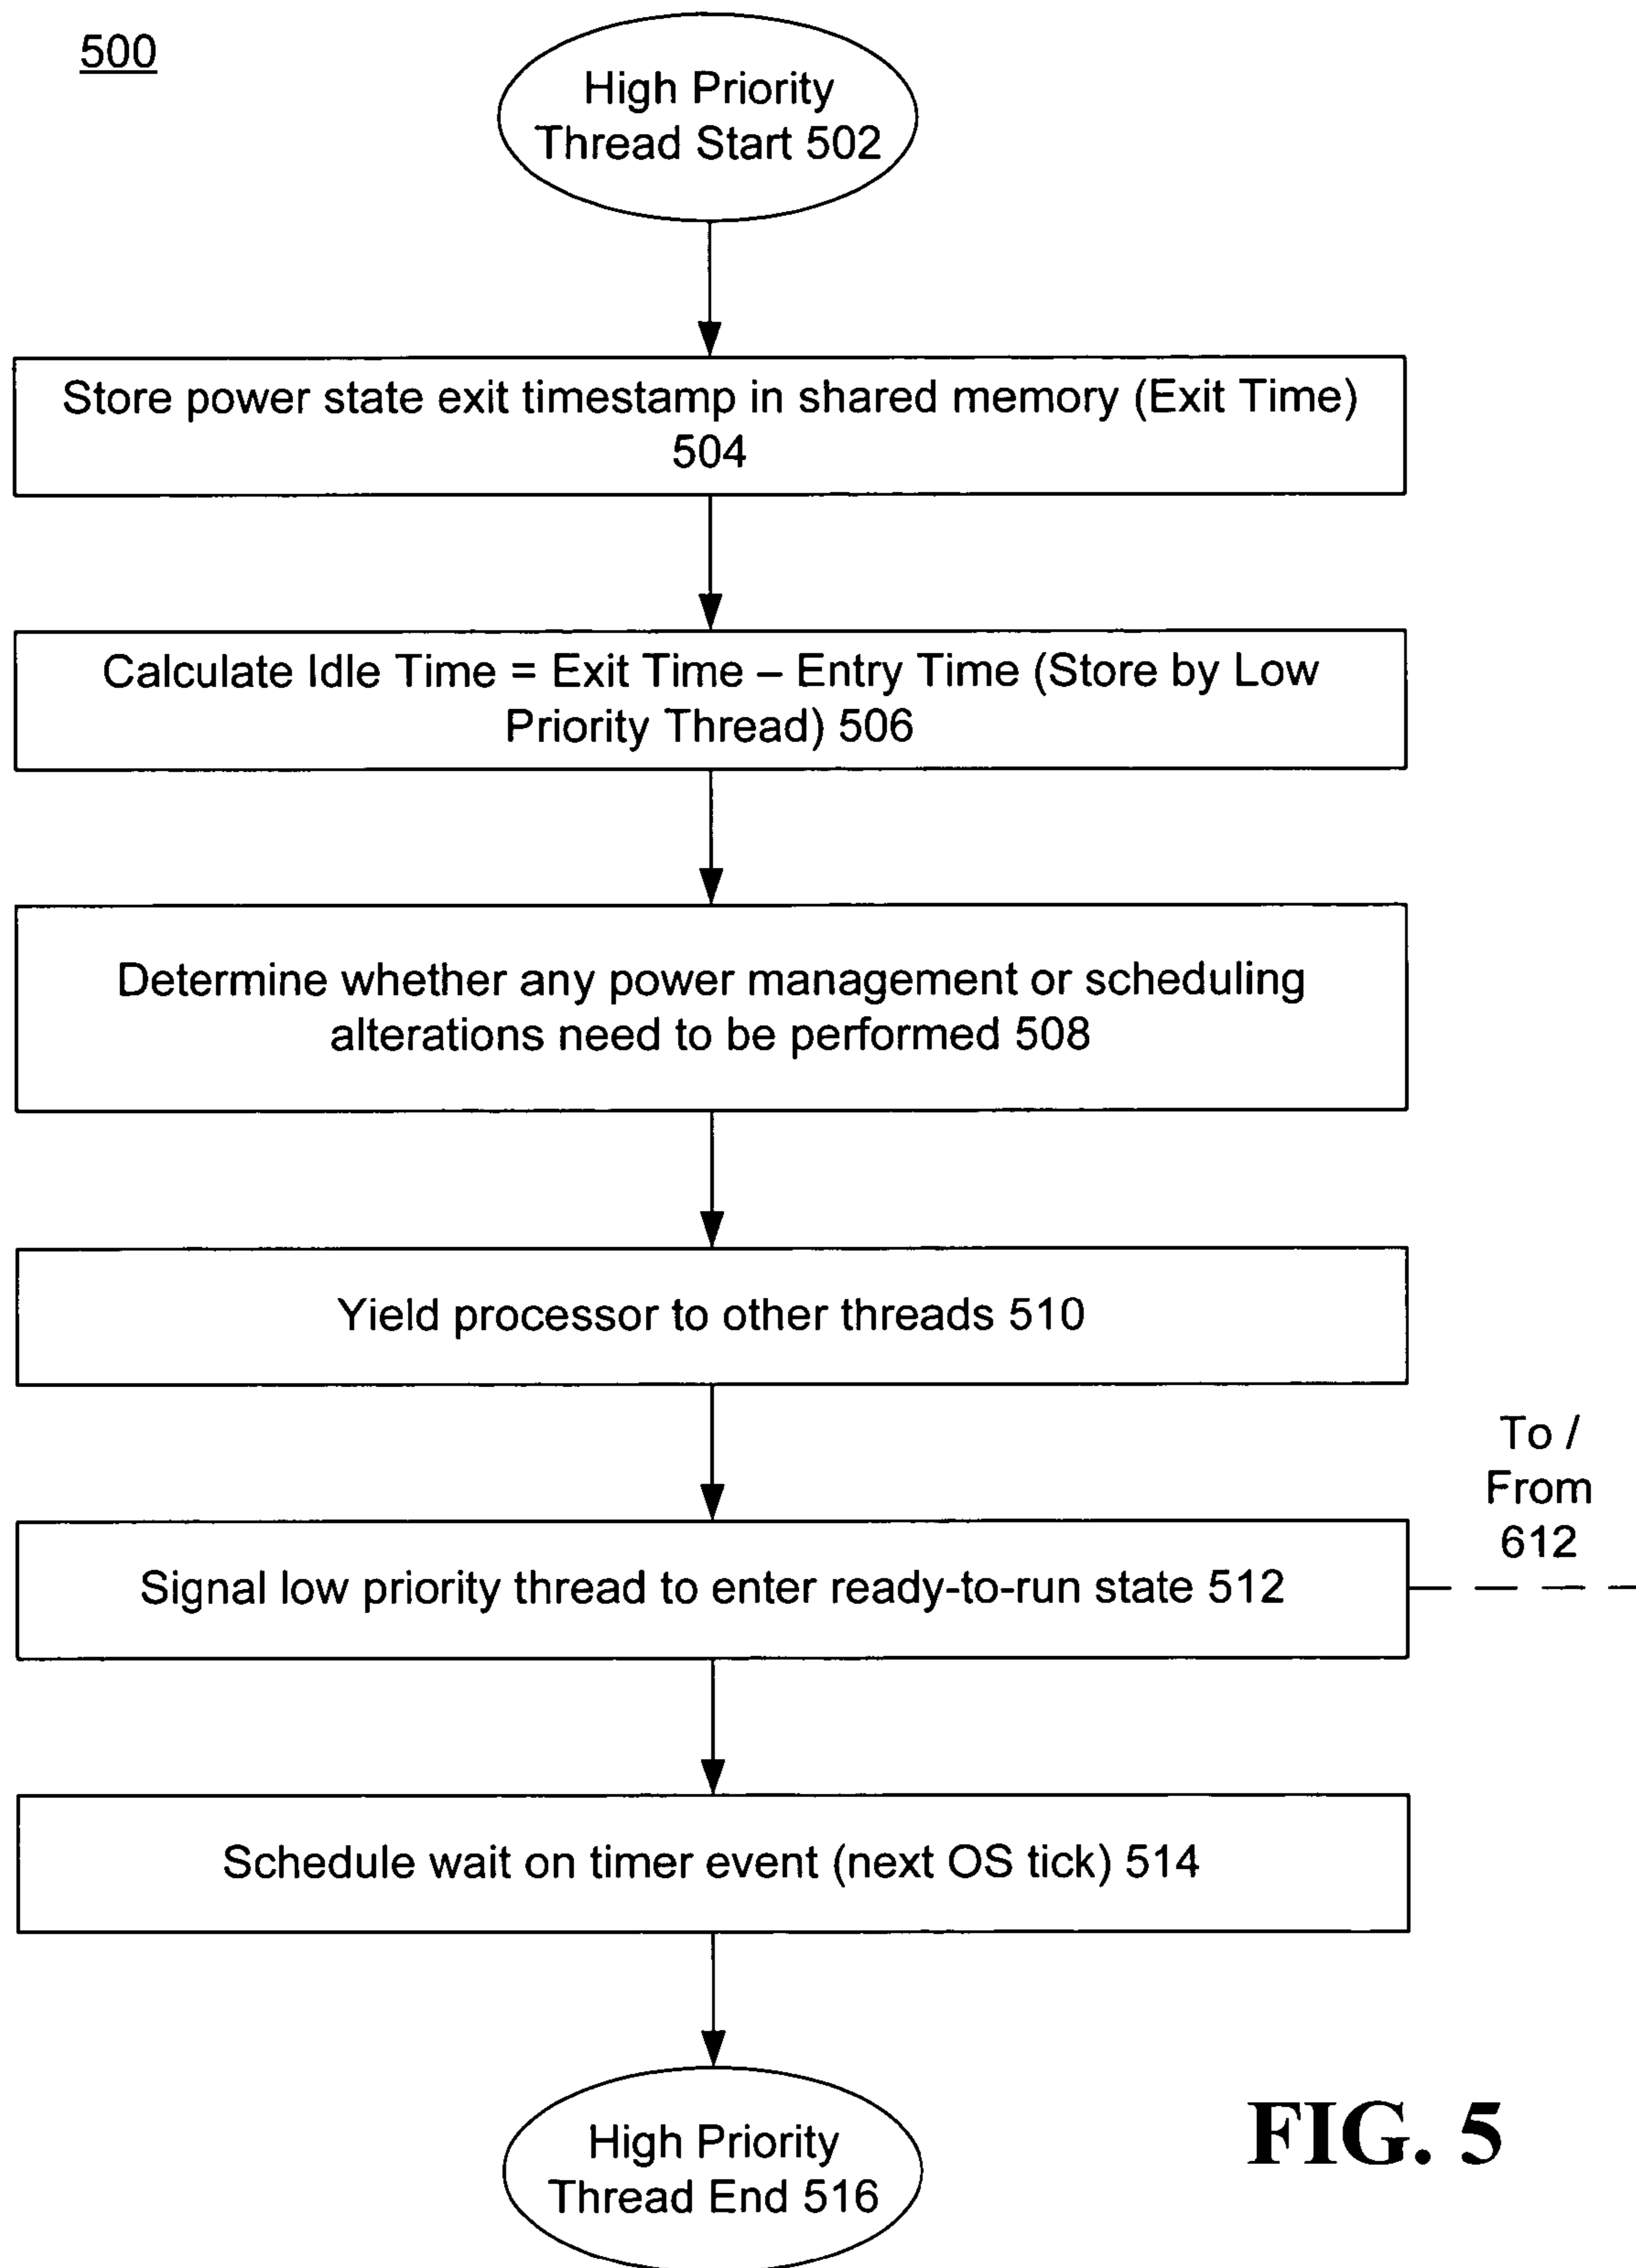 500
High Priority
Thread Start 502
Store power state exit timestamp in shared memory (Exit Time)
504
Calculate Idle Time = Exit Time – Entry Time (Store by Low
Priority Thread) 506
Determine whether any power management or scheduling
alterations need to be performed 508
Yield processor to other threads 510
To /
From
612
Signal low priority thread to enter ready-to-run state 512
Schedule wait on timer event (next OS tick) 514
High Priority
Thread End 516
FIG. 5